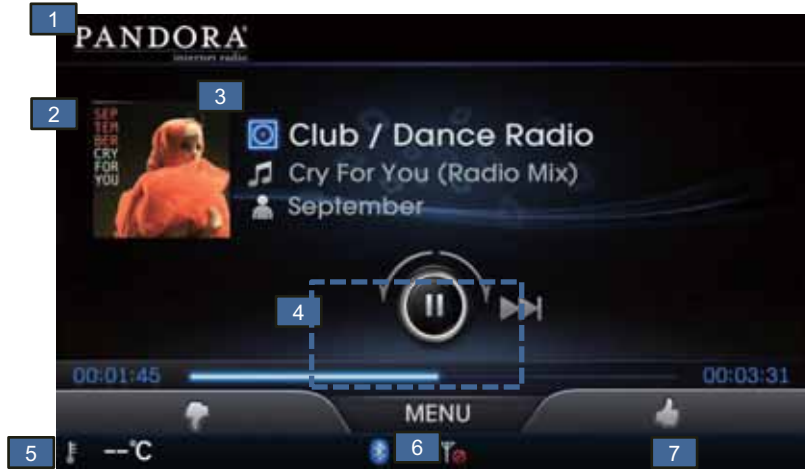 1
PANDORA
internet radio
2
3
SEP
TEM
BER
CRY
FOR
YOU
Club / Dance Radio
Cry For You (Radio Mix)
September
4
00:01:45
00:03:31
MENU
5
--°C
6
7